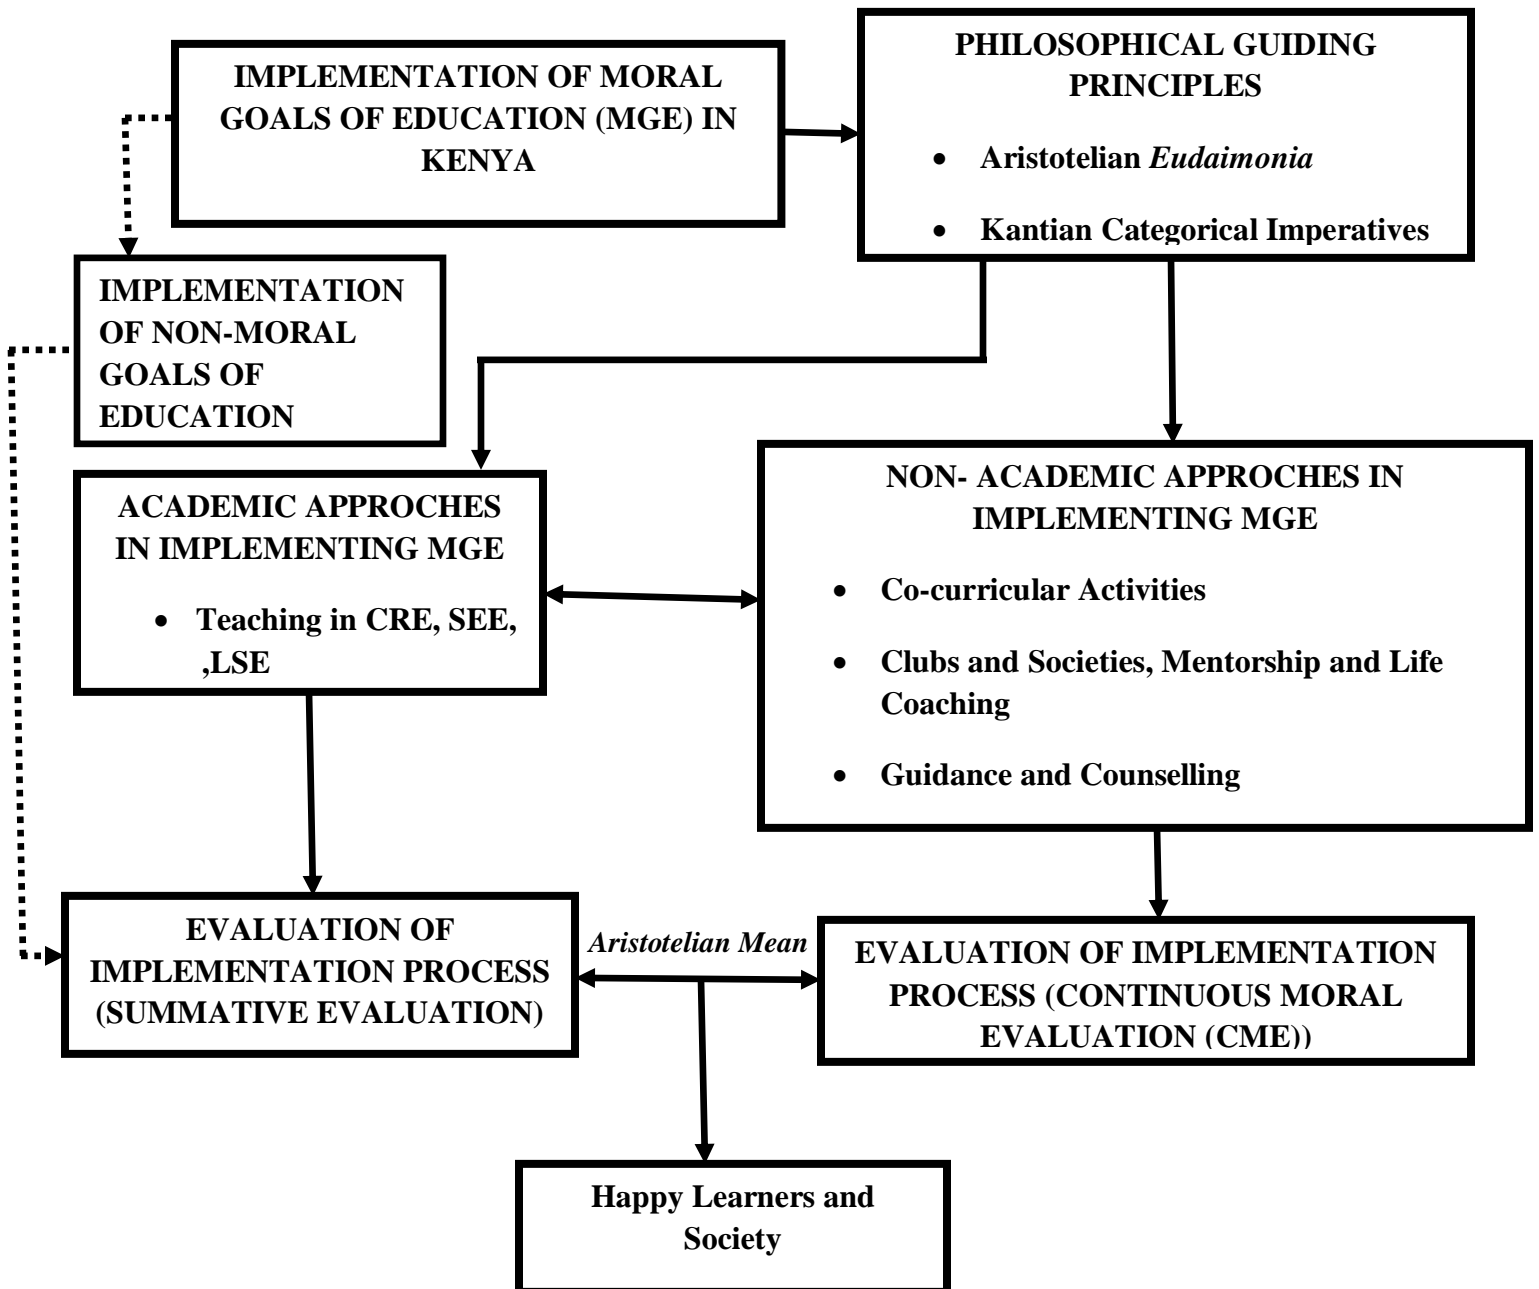 IMPLEMENTATION OF MORAL
GOALS OF EDUCATION (MGE) IN
KENYA
PHILOSOPHICAL GUIDING
PRINCIPLES
• Aristotelian Eudaimonia
• Kantian Categorical Imperatives
IMPLEMENTATION
OF NON-MORAL
GOALS OF
EDUCATION
ACADEMIC APPROCHES
IN IMPLEMENTING MGE
• Teaching in CRE, SEE,
,LSE
NON- ACADEMIC APPROCHES IN
IMPLEMENTING MGE
• Co-curricular Activities
• Clubs and Societies, Mentorship and Life
Coaching
• Guidance and Counselling
EVALUATION OF
IMPLEMENTATION PROCESS
(SUMMATIVE EVALUATION)
Aristotelian Mean
EVALUATION OF IMPLEMENTATION
PROCESS (CONTINUOUS MORAL
EVALUATION (CME))
Happy Learners and
Society